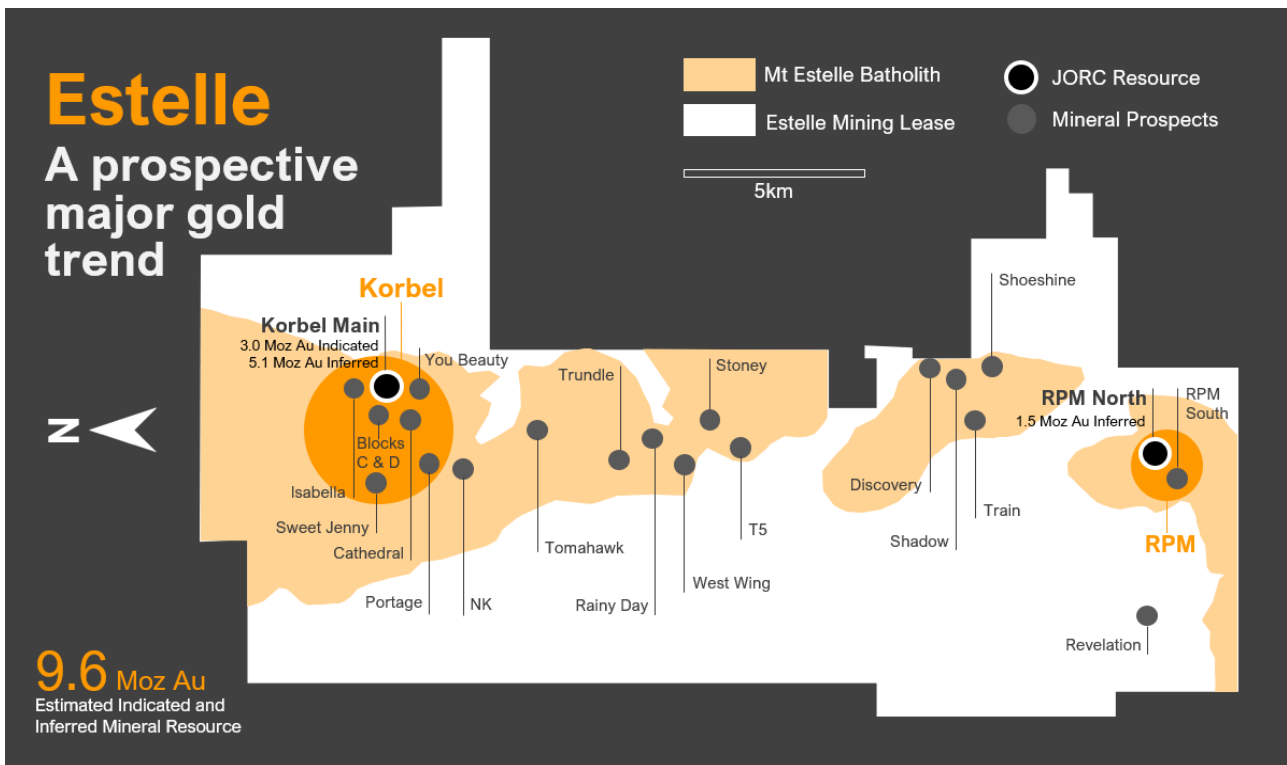 Estelle
A prospective
major gold
trend
Mt Estelle Batholith
Estelle Mining Lease
JORC Resource
Mineral Prospects
5km
Shoeshine
Korbel
Korbel Main
3.0 Moz Au Indicated
5.1 Moz Au Inferred
You Beauty
Trundle
Stoney
RPM North
1.5 Moz Au Inferred
RPM
South
N
Blocks
C & D
Isabella
Sweet Jenny
Cathedral
Portage
NK
Tomahawk
Rainy Day
West Wing
T5
Discovery
Shadow
Train
RPM
Revelation
9.6 Moz Au
Estimated Indicated and
Inferred Mineral Resource